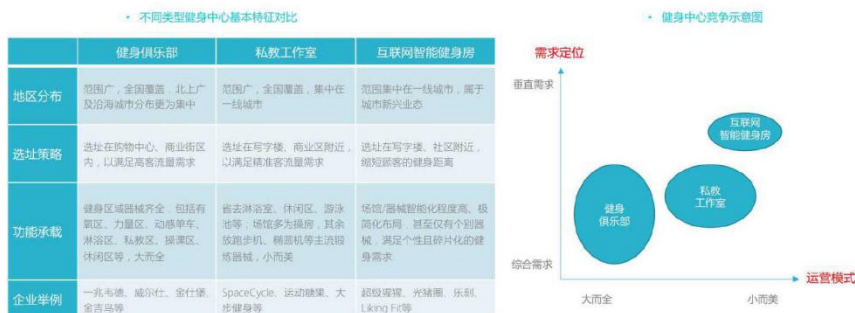 • 不同类型健身中心基本特征对比
健身俱乐部
私教工作室
互联网智能健身房
地区分布
范围广，全国覆盖，北上广
及沿海城市分布更为集中
范围广，全国覆盖，集中在
一线城市
范围集中在一线城市，属于
城市新兴业态
选址策略
选址在购物中心、商业街区
内，以满足高客流量需求
选址在写字楼、商业区附近，
以满足精准客流量需求
选址在写字楼、社区附近，
缩短顾客的健身距离
功能承载
健身区域器械齐全，包括有
氧区、力量区、动感单车、
淋浴区、私教区、操课区、
休闲区等，大而全
省去淋浴室、休闲区、游泳
池等；场馆多为操房，其余
放跑步机、椭圆机等主流锻
炼器械，小而美
场馆/器械智能化程度高、极
简化布局，甚至仅有个别器
械，满足个性且碎片化的健
身需求
企业举例
一兆韦德、威尔仕、金仕堡、
金吉鸟等
SpaceCycle、运动糖果、大
步健身等
超级猩猩、光猪圈、乐刻、
Liking Fit等
• 健身中心竞争示意图
需求定位
垂直需求
互联网
智能健身房
私教
工作室
健身
俱乐部
综合需求
运营模式
大而全
小而美